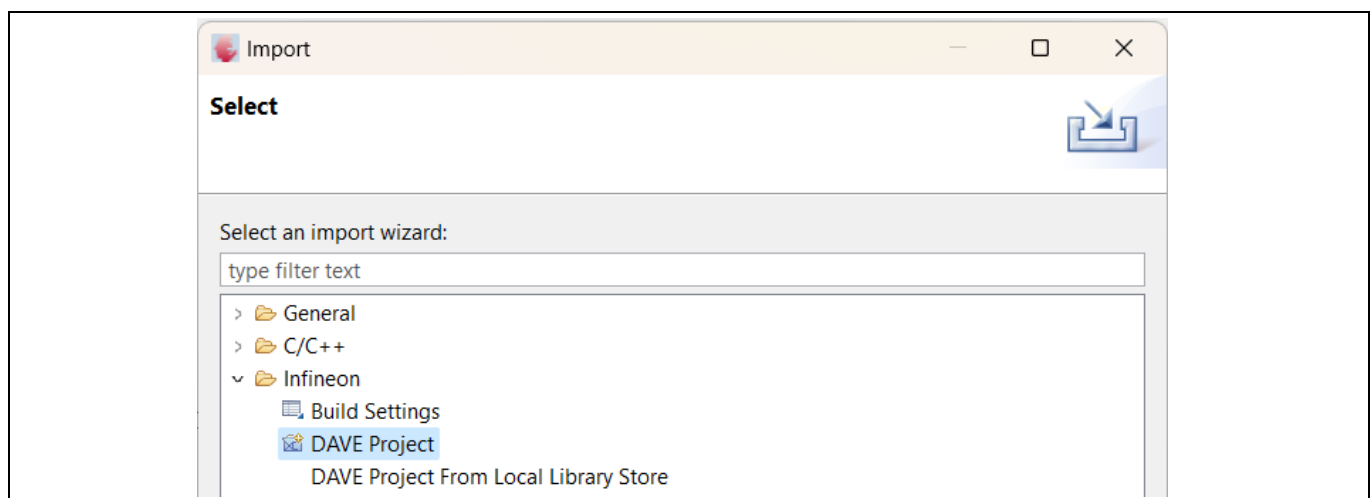 Import
Select
Select an import wizard:
type filter text
General
C/C++
Infineon
Build Settings
DAVE Project
DAVE Project From Local Library Store